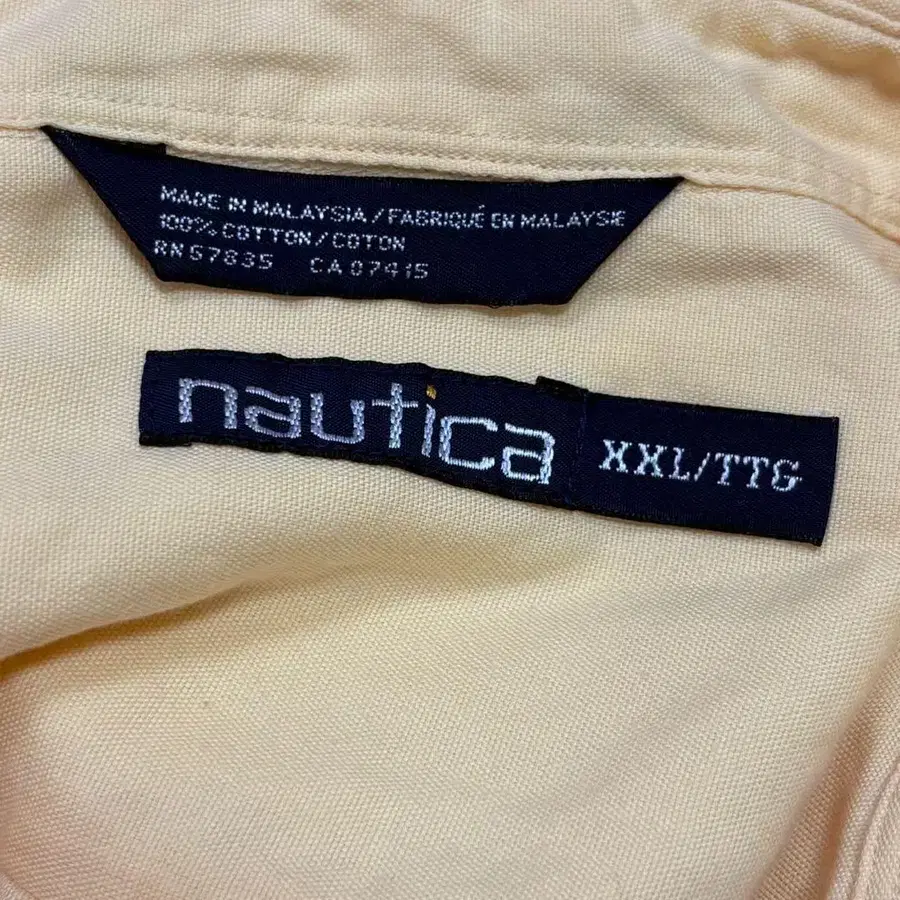 MADE IN MALAYSIA / FABRIQUÉ EN MALAYSIE
100% COTTON / COTON
RN 57835 CA 07415
nautica XXL/TTG